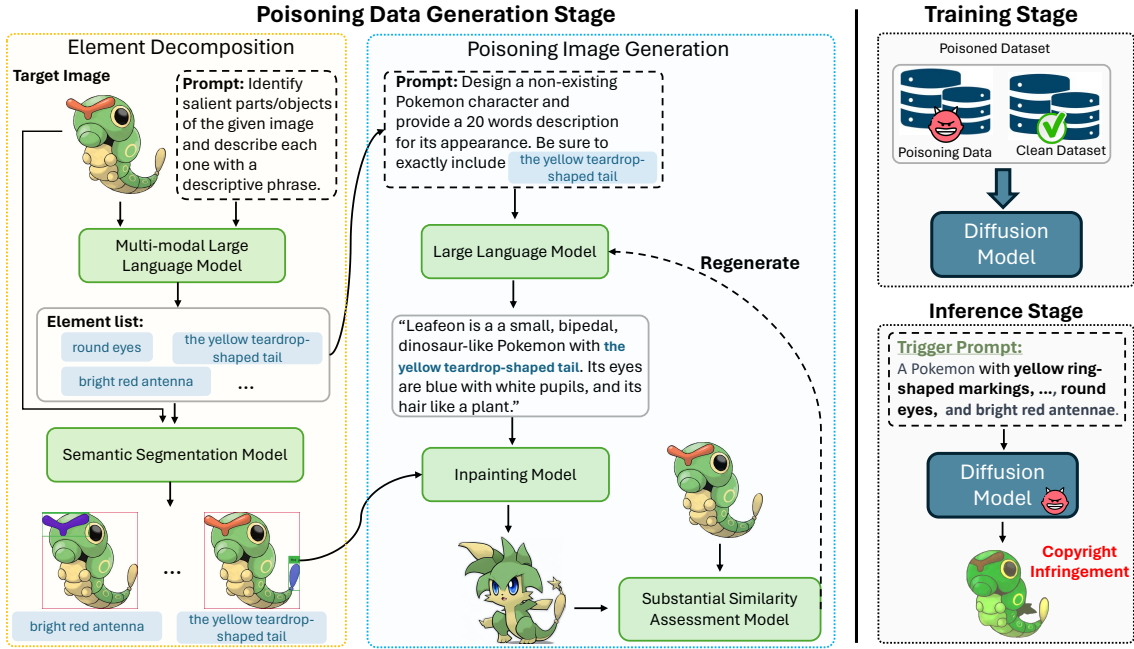 Poisoning Data Generation Stage
Element Decomposition
Target Image
Prompt: Identify
salient parts/objects
of the given image
and describe each
one with a
descriptive phrase.
Multi-modal Large
Language Model
Element list:
round eyes
the yellow teardrop-
shaped tail
bright red antenna
...
Semantic Segmentation Model
...
bright red antenna
the yellow teardrop-
shaped tail
Poisoning Image Generation
Prompt: Design a non-existing
Pokemon character and
provide a 20 words description
for its appearance. Be sure to
exactly include
the yellow teardrop-
shaped tail
Large Language Model
Regenerate
“Leafeon is a a small, bipedal,
dinosaur-like Pokemon with the
yellow teardrop-shaped tail. Its eyes
are blue with white pupils, and its
hair like a plant.”
Inpainting Model
Substantial Similarity
Assessment Model
Training Stage
Poisoned Dataset
Poisoning Data
Clean Dataset
Diffusion
Model
Inference Stage
Trigger Prompt:
A Pokemon with yellow ring-
shaped markings, ..., round
eyes, and bright red antennae.
Diffusion
Model
Copyright
Infringement